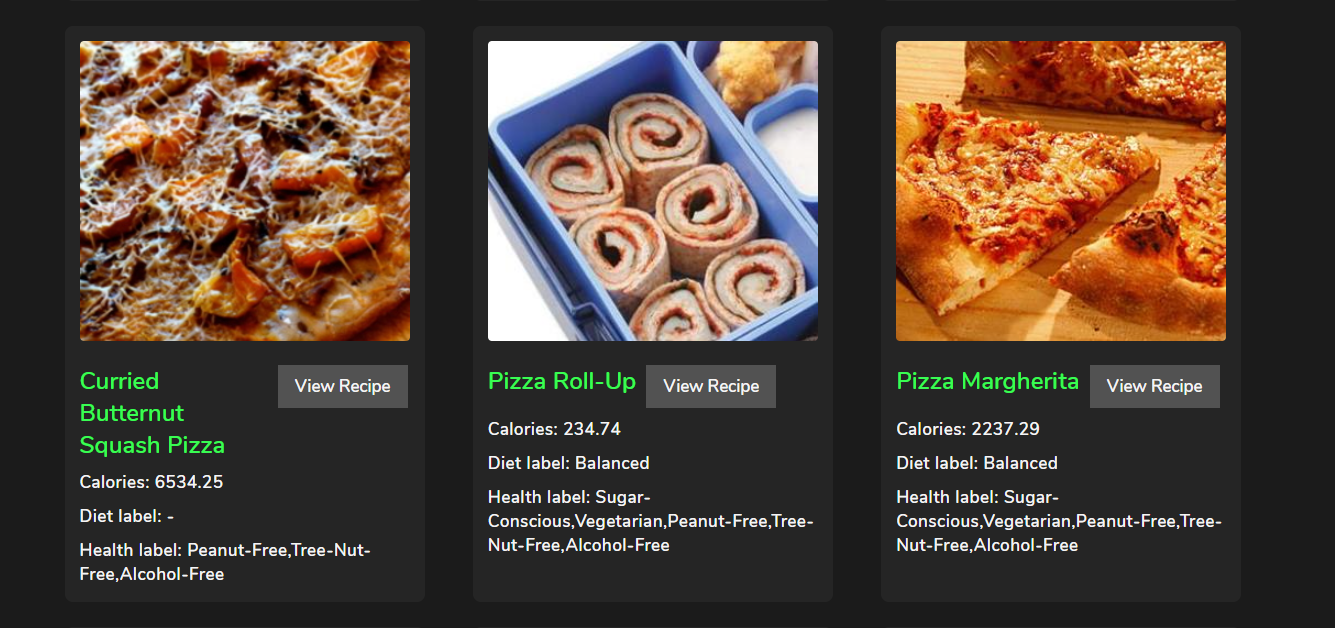 Curried
Butternut
Squash Pizza
View Recipe
Calories: 6534.25
Diet label: -
Health label: Peanut-Free,Tree-Nut-
Free,Alcohol-Free
Pizza Roll-Up
View Recipe
Calories: 234.74
Diet label: Balanced
Health label: Sugar-
Conscious,Vegetarian,Peanut-Free,Tree-
Nut-Free,Alcohol-Free
Pizza Margherita
View Recipe
Calories: 2237.29
Diet label: Balanced
Health label: Sugar-
Conscious,Vegetarian,Peanut-Free,Tree-
Nut-Free,Alcohol-Free